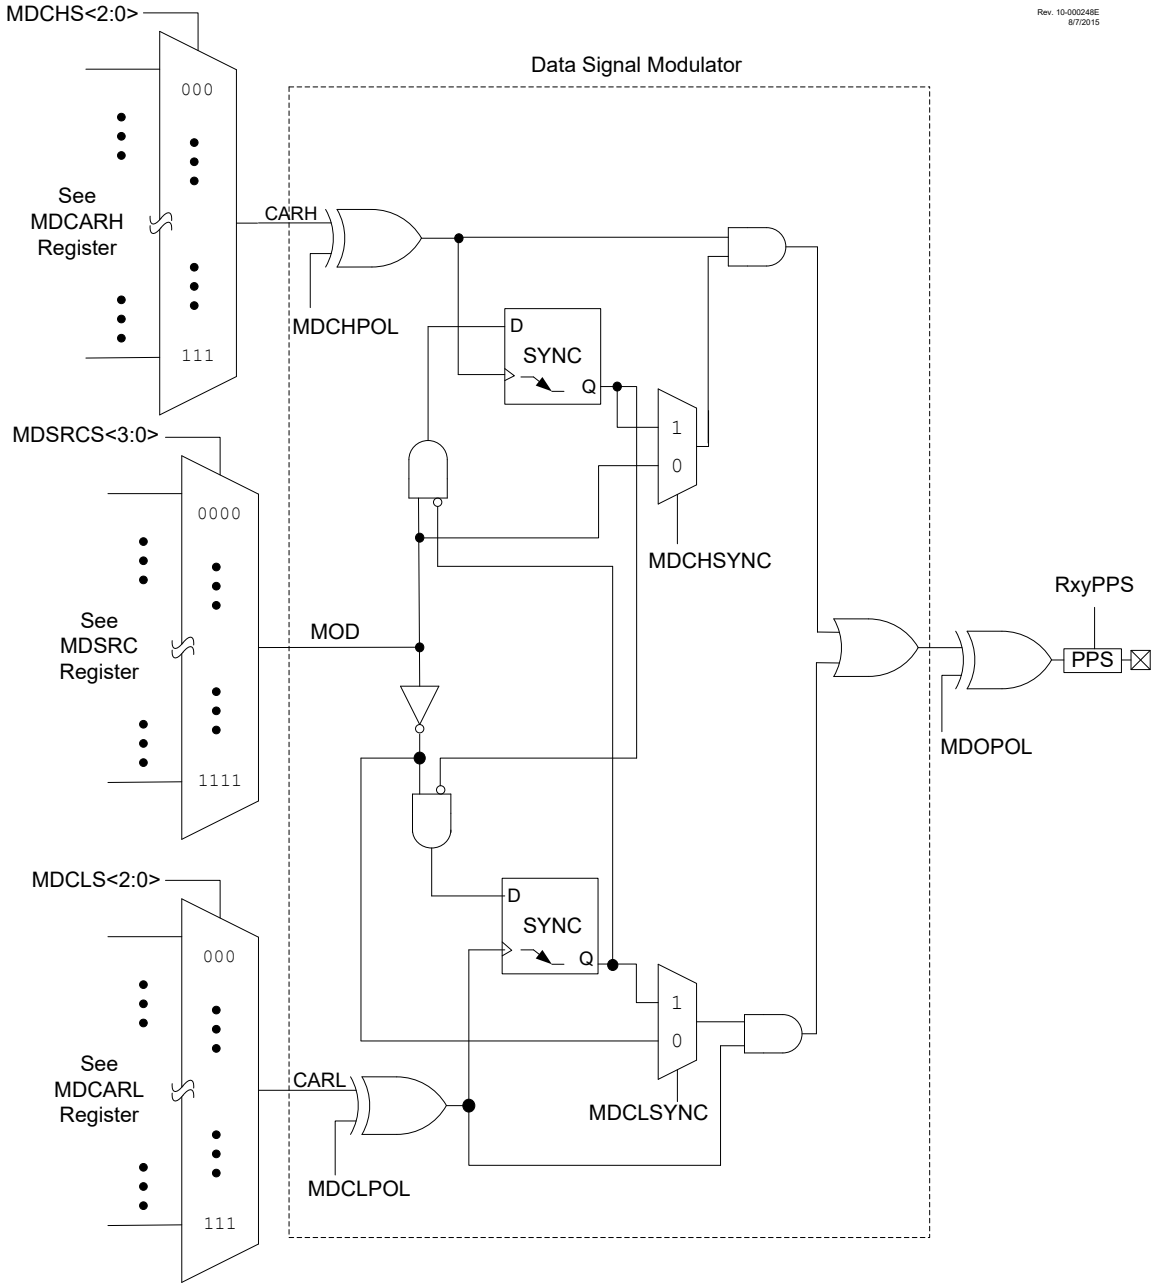 MDCHS<2:0>
Rev. 10-000248E
8/7/2015
Data Signal Modulator
000
See
MDCARH
Register
CARH
MDCHPOL
111
D
SYNC
Q
1
0
MDCHSYNC
MDSRCS<3:0>
0000
See
MDSRC
Register
MOD
1111
RxyPPS
PPS
MDOPOL
MDCLS<2:0>
000
D
SYNC
Q
1
0
MDCLSYNC
See
MDCARL
Register
CARL
MDCLPOL
111